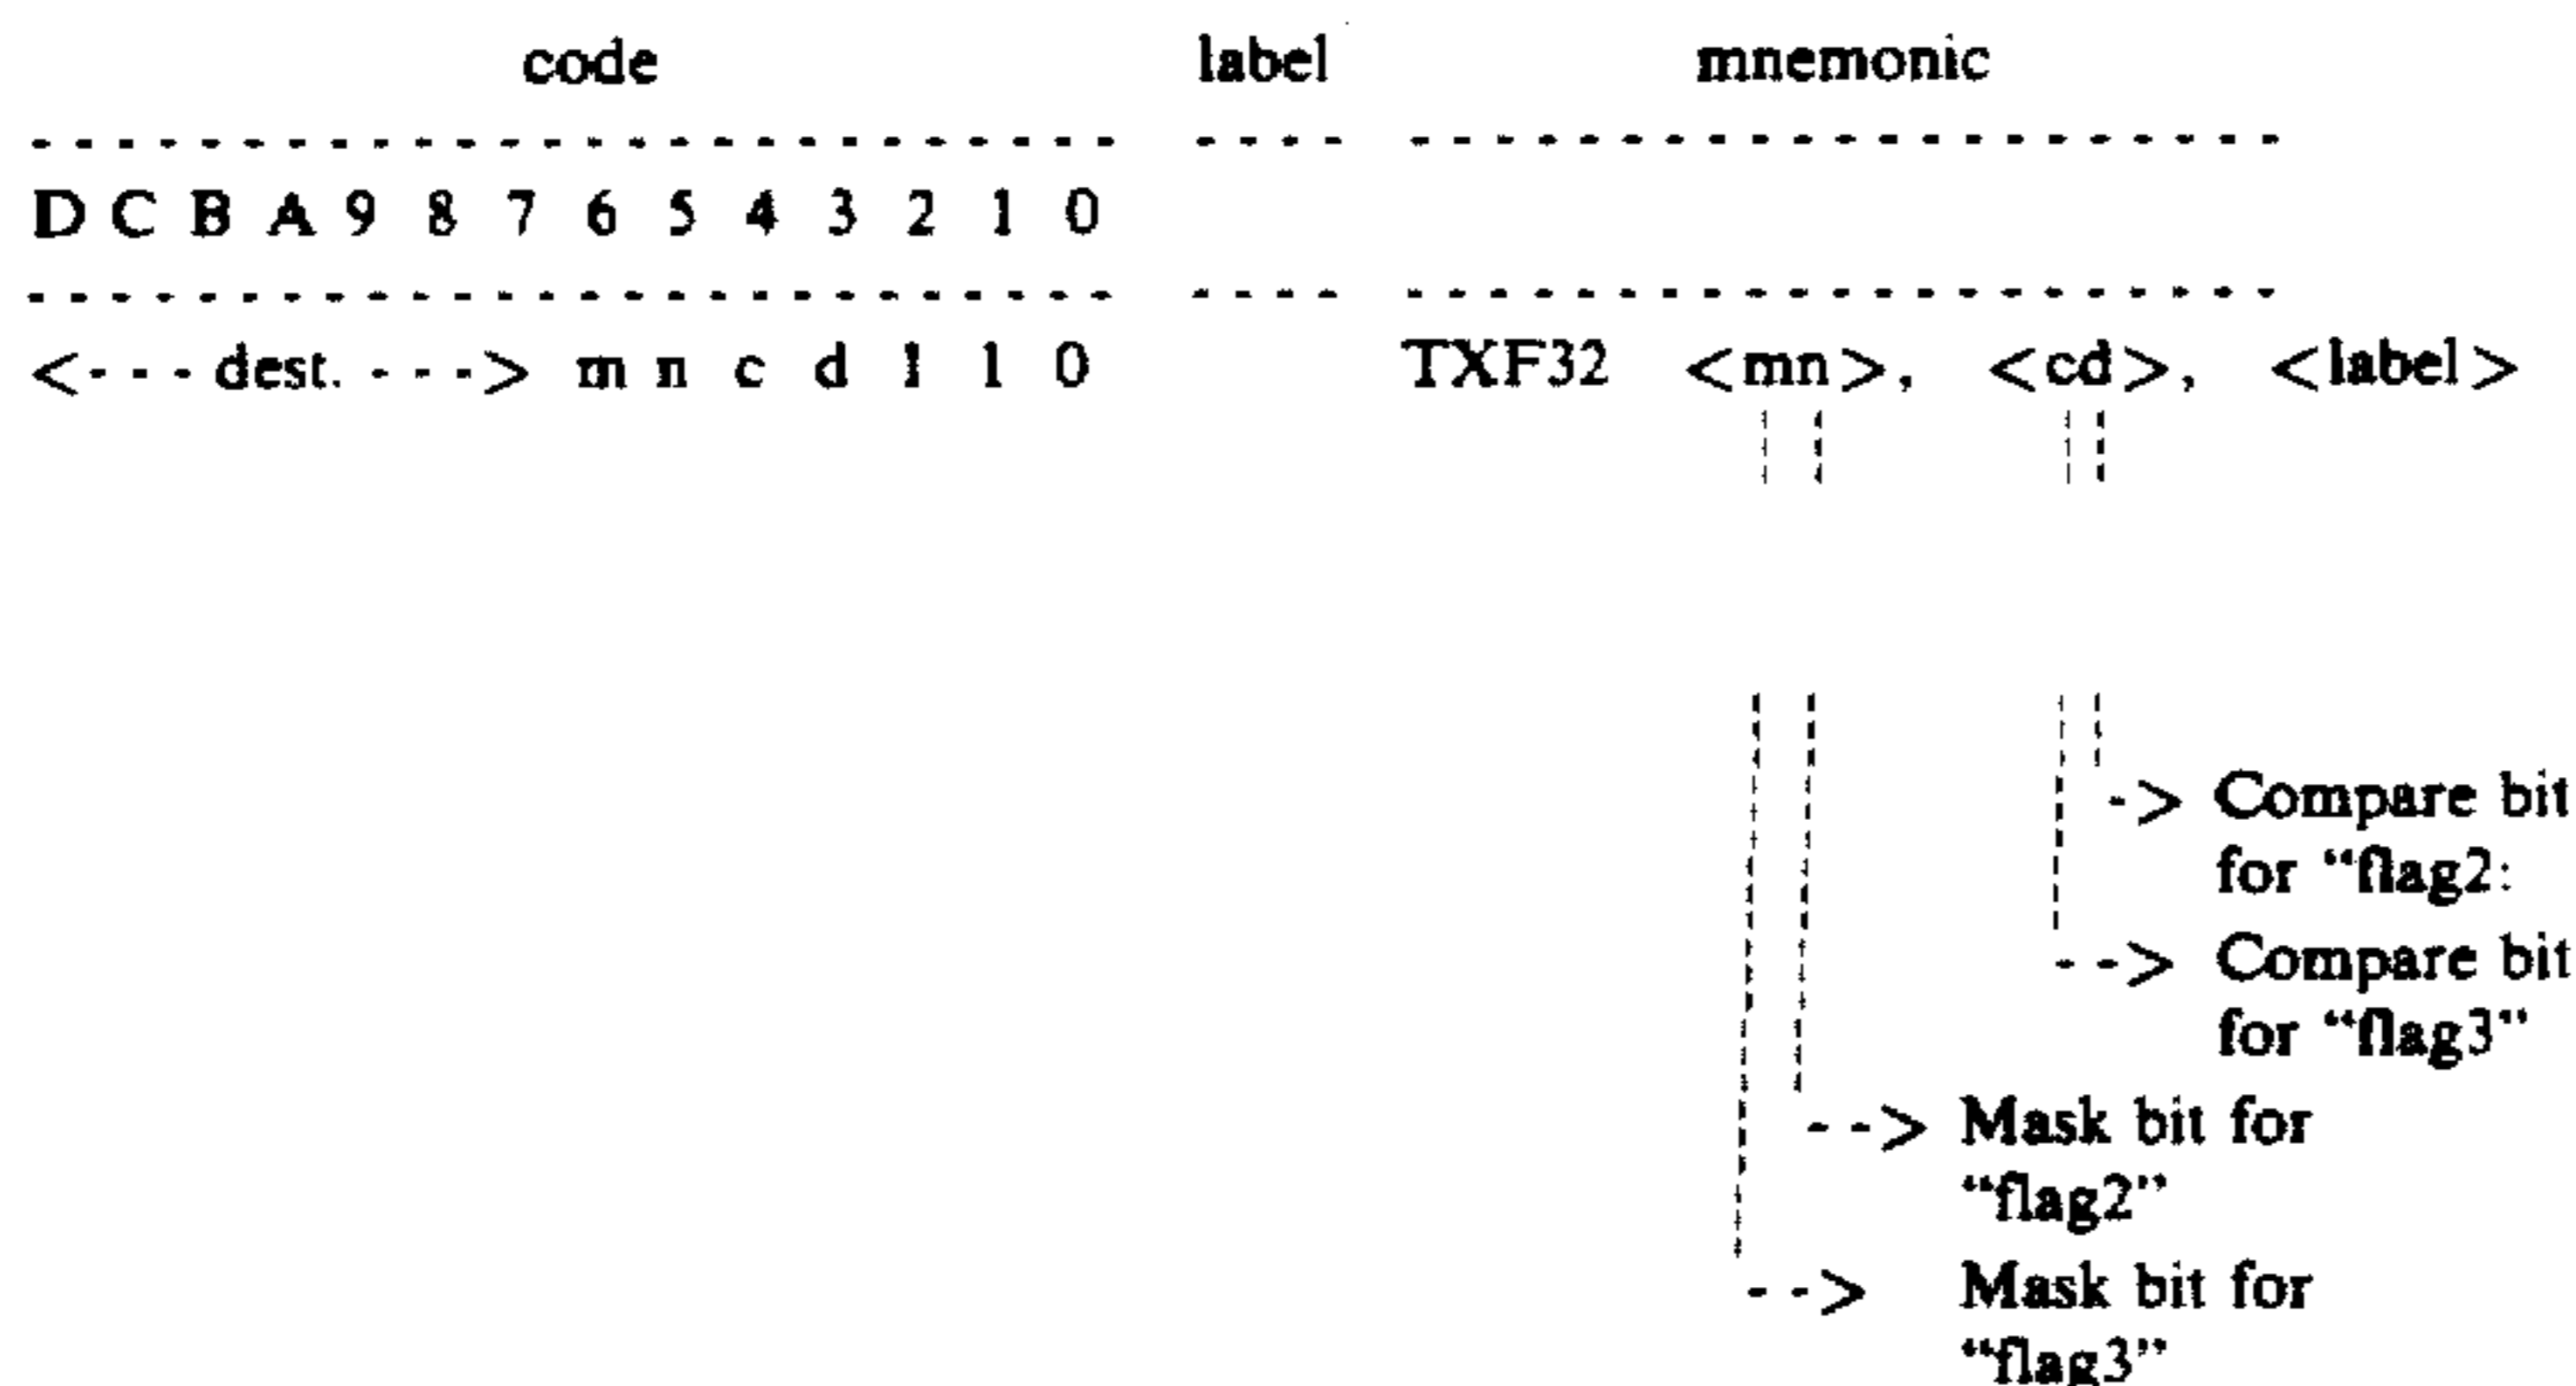 code label mnemonic
- - - - - - - - - - - - - - - - - - - - - - - - - - - - - - - - - - - - - - - - - - - - - - - - - - -
D C B A 9 8 7 6 5 4 3 2 1 0
- - - - - - - - - - - - - - - - - - - - - - - - - - - - - - - - - - - - - - - - - - - - - - - - - - -
<- - - dest. - - -> m n c d 1 1 0 TXF32 <mn>, <cd>, <label>
-> Compare bit
for “flag2:
- -> Compare bit
for “flag3”
- -> Mask bit for
“flag2”
- -> Mask bit for
“flag3”